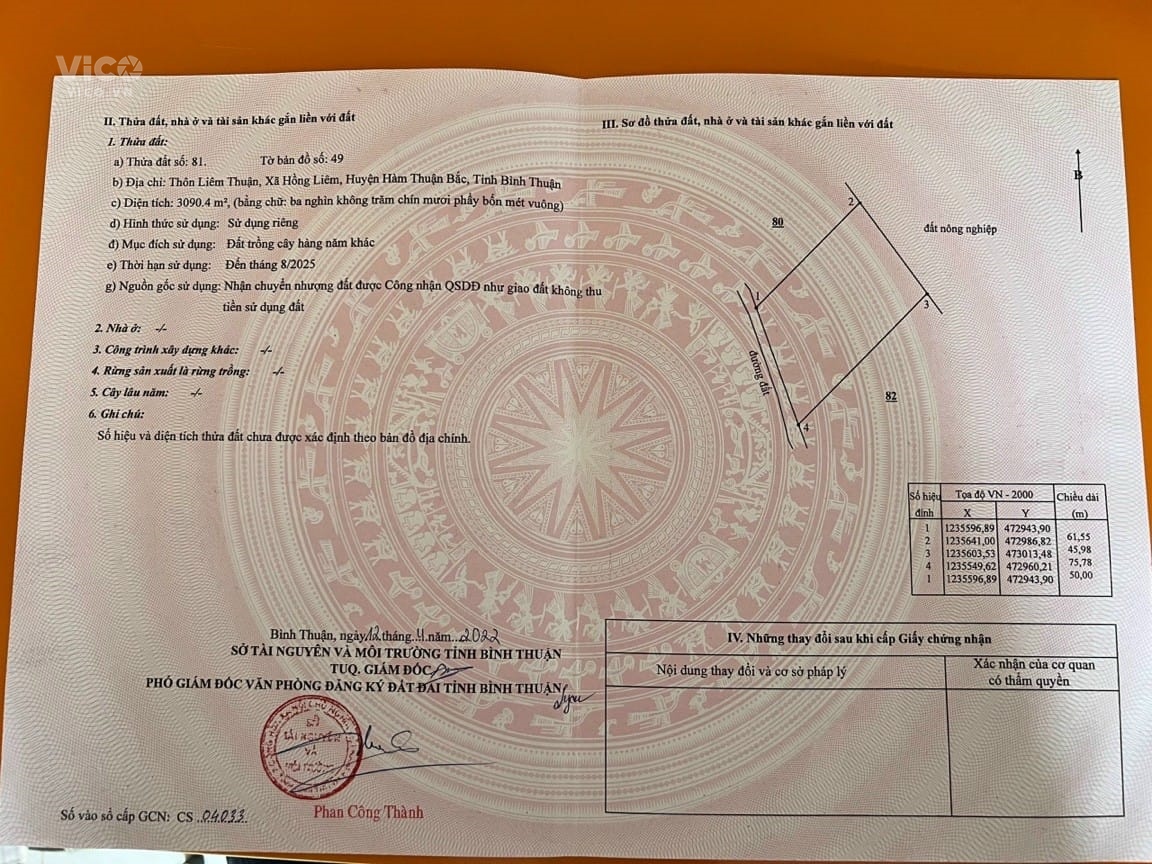 ViCO
VICO.VN
II. Thửa đất, nhà ở và tài sản khác gắn liền với đất
1. Thửa đất:
a) Thửa đất số: 81. Tờ bản đồ số: 49
b) Địa chỉ: Thôn Liêm Thuận, Xã Hồng Liêm, Huyện Hàm Thuận Bắc, Tỉnh Bình Thuận
c) Diện tích: 3090.4 m², (bằng chữ: ba nghìn không trăm chín mươi phẩy bốn mét vuông)
d) Hình thức sử dụng: Sử dụng riêng
đ) Mục đích sử dụng: Đất trồng cây hàng năm khác
e) Thời hạn sử dụng: Đến tháng 8/2025
g) Nguồn gốc sử dụng: Nhận chuyển nhượng đất được Công nhận QSDĐ như giao đất không thu
tiền sử dụng đất
2. Nhà ở: -/-
3. Công trình xây dựng khác: -/-
4. Rừng sản xuất là rừng trồng: -/-
5. Cây lâu năm: -/-
6. Ghi chú:
Số hiệu và diện tích thửa đất chưa được xác định theo bản đồ địa chính.
Bình Thuận, ngày 12 tháng 4 năm 2022
SỞ TÀI NGUYÊN VÀ MÔI TRƯỜNG TỈNH BÌNH THUẬN
TUQ. GIÁM ĐỐC
PHÓ GIÁM ĐỐC VĂN PHÒNG ĐĂNG KÝ ĐẤT ĐAI TỈNH BÌNH THUẬN
SỞ
TÀI NGUYÊN
VÀ
MÔI TRƯỜNG
Phan Công Thành
Số vào sổ cấp GCN: CS 04033
III. Sơ đồ thửa đất, nhà ở và tài sản khác gắn liền với đất
B
2
80
đất nông nghiệp
1
3
đường đất
82
4
Số hiệu đỉnh Tọa độ VN - 2000 Chiều dài (m)
X Y
1 1235596,89 472943,90
61,55
2 1235641,00 472986,82
45,98
3 1235603,53 473013,48
75,78
4 1235549,62 472960,21
50,00
1 1235596,89 472943,90
IV. Những thay đổi sau khi cấp Giấy chứng nhận
Nội dung thay đổi và cơ sở pháp lý
Xác nhận của cơ quan
có thẩm quyền